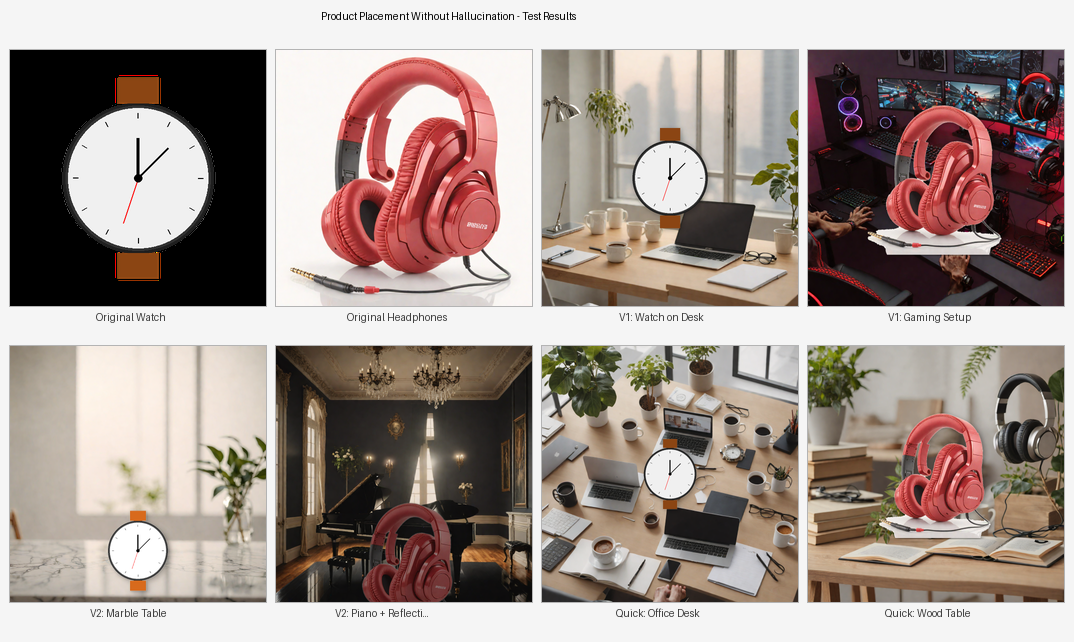 Product Placement Without Hallucination - Test Results
Original Watch
Original Headphones
V1: Watch on Desk
V1: Gaming Setup
V2: Marble Table
V2: Piano + Reflecti...
Quick: Office Desk
Quick: Wood Table